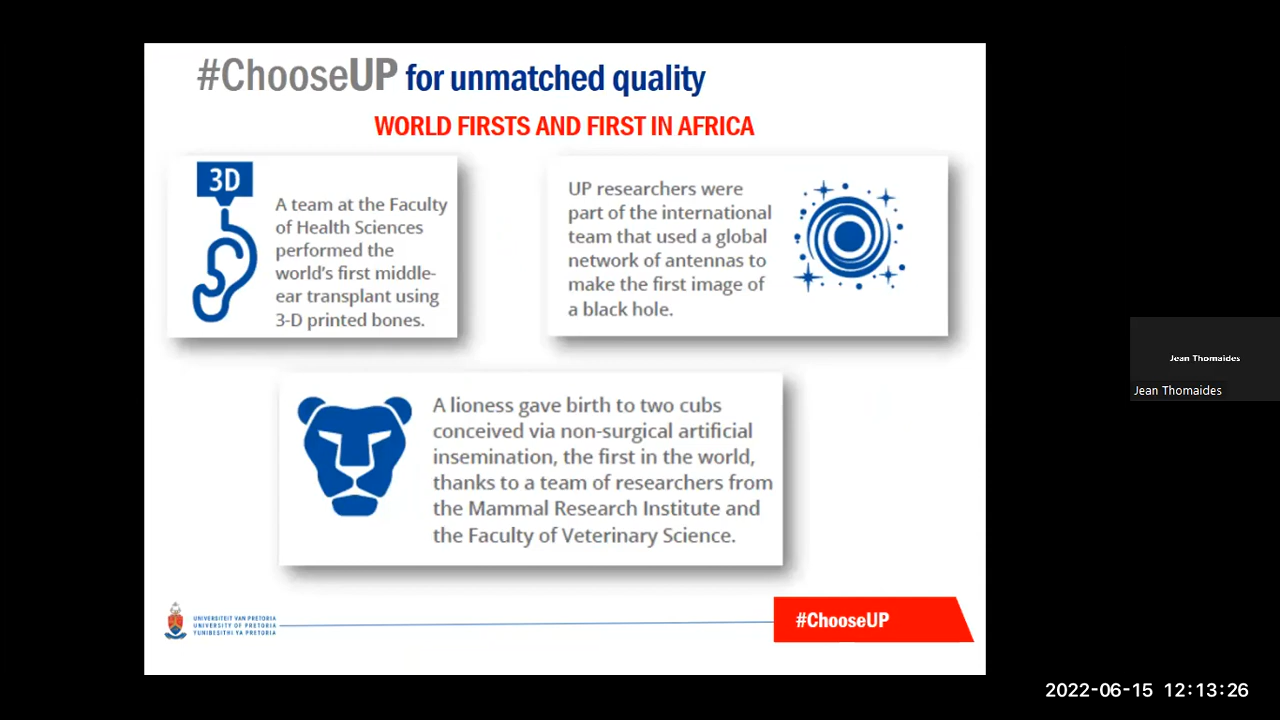 #ChooseUP for unmatched quality
WORLD FIRSTS AND FIRST IN AFRICA
3D
A team at the Faculty
of Health Sciences
performed the
world's first middle-
ear transplant using
3-D printed bones.
UP researchers were
part of the international
team that used a global
network of antennas to
make the first image of
a black hole.
A lioness gave birth to two cubs
conceived via non-surgical artificial
insemination, the first in the world,
thanks to a team of researchers from
the Mammal Research Institute and
the Faculty of Veterinary Science.
UNIVERSITEIT VAN PRETORIA
UNIVERSITY OF PRETORIA
YUNIBESITHI YA PRETORIA
#ChooseUP
Jean Thomaides
Jean Thomaides
2022-06-15 12:13:26